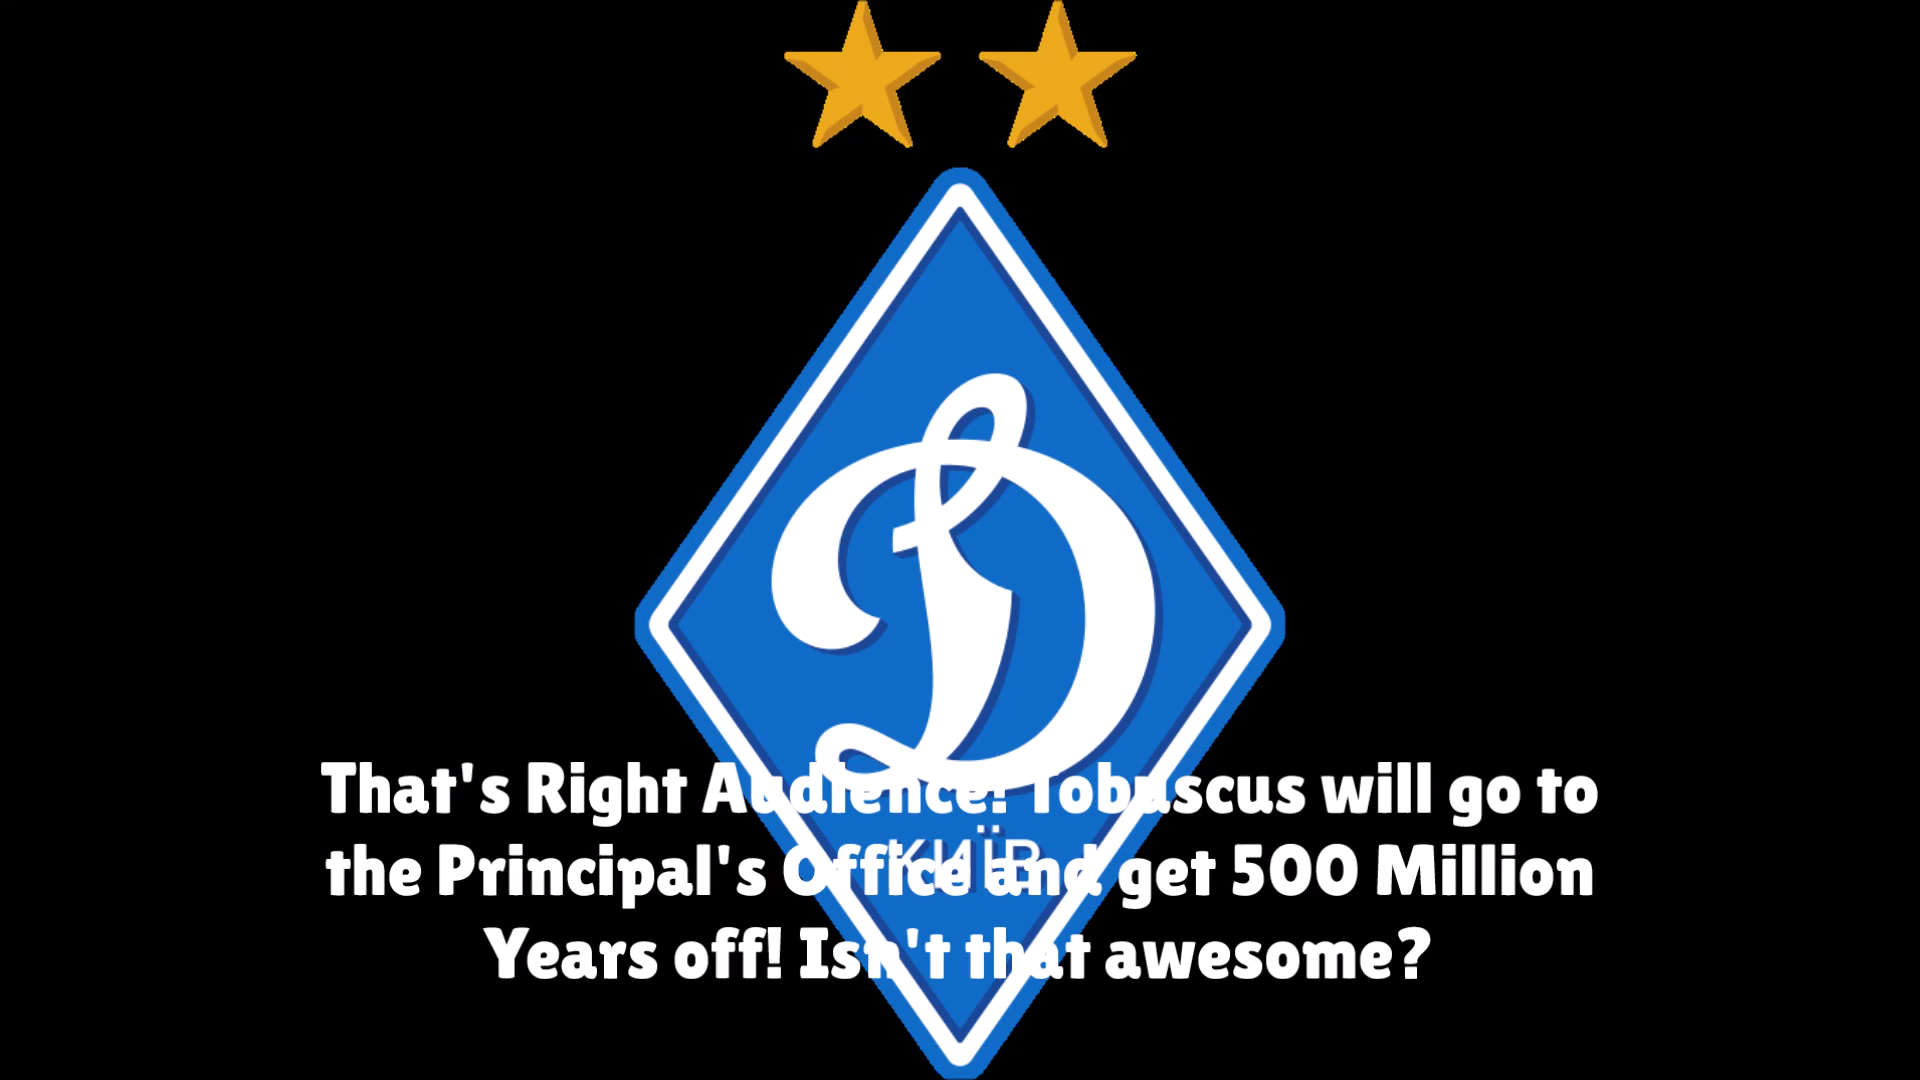 Д
КИЇВ
That's Right Audience! Tobuscus will go to
the Principal's Office and get 500 Million
Years off! Isn't that awesome?